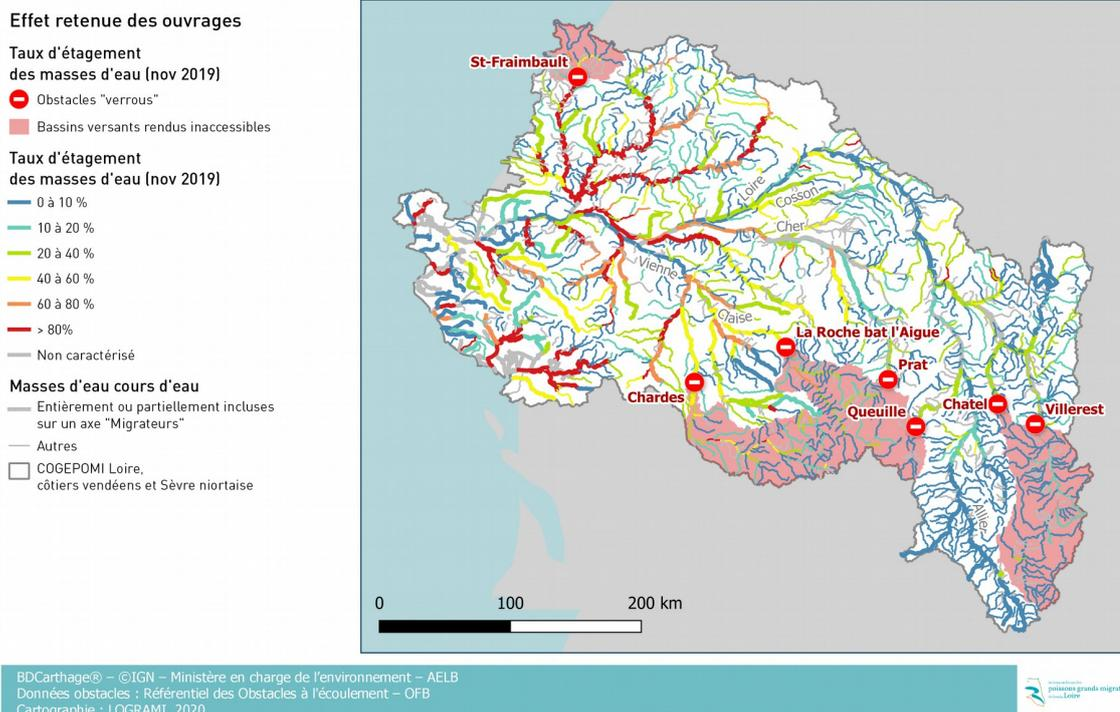 Effet retenue des ouvrages
Taux d'étagement
des masses d'eau (nov 2019)
Obstacles "verrous"
Bassins versants rendus inaccessibles
Taux d'étagement
des masses d'eau (nov 2019)
0 à 10 %
10 à 20 %
20 à 40 %
40 à 60 %
60 à 80 %
> 80%
Non caractérisé
Masses d'eau cours d'eau
Entièrement ou partiellement incluses
sur un axe "Migrateurs"
Autres
COGEPOMI Loire,
côtiers vendéens et Sèvre niortaise
St-Fraimbault
Loire
Cosson
Cher
Vienne
Claise
La Roche bat l'Aigue
Prat
Chardes
Queuille
Chatel
Villerest
Allier
0 100 200 km
BDCarthage® – ©IGN – Ministère en charge de l'environnement – AELB
Données obstacles : Référentiel des Obstacles à l'écoulement – OFB
Cartographie : LOGRAMI, 2020
poissons grands migrat
Loire